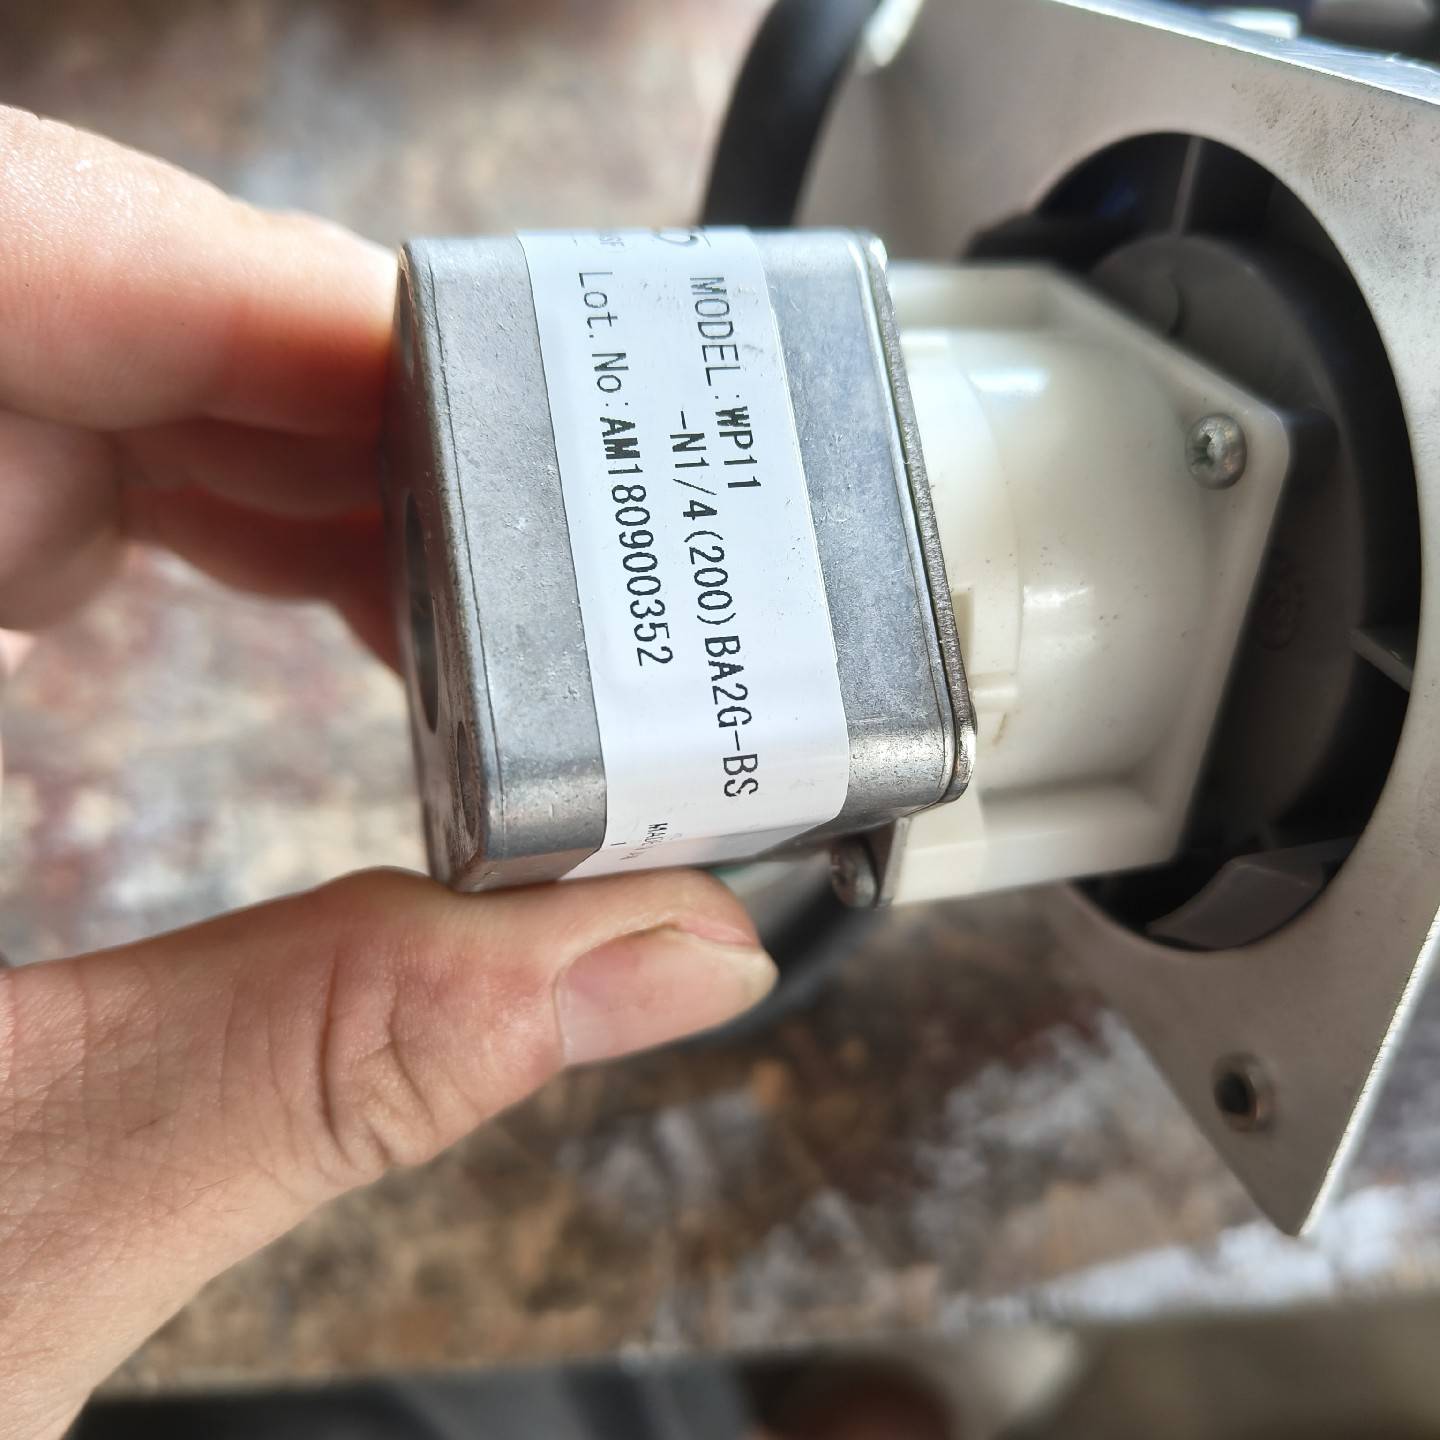 MODEL:WP11
-N1/4(200)BA2G-BS
Lot.No:AM180900352